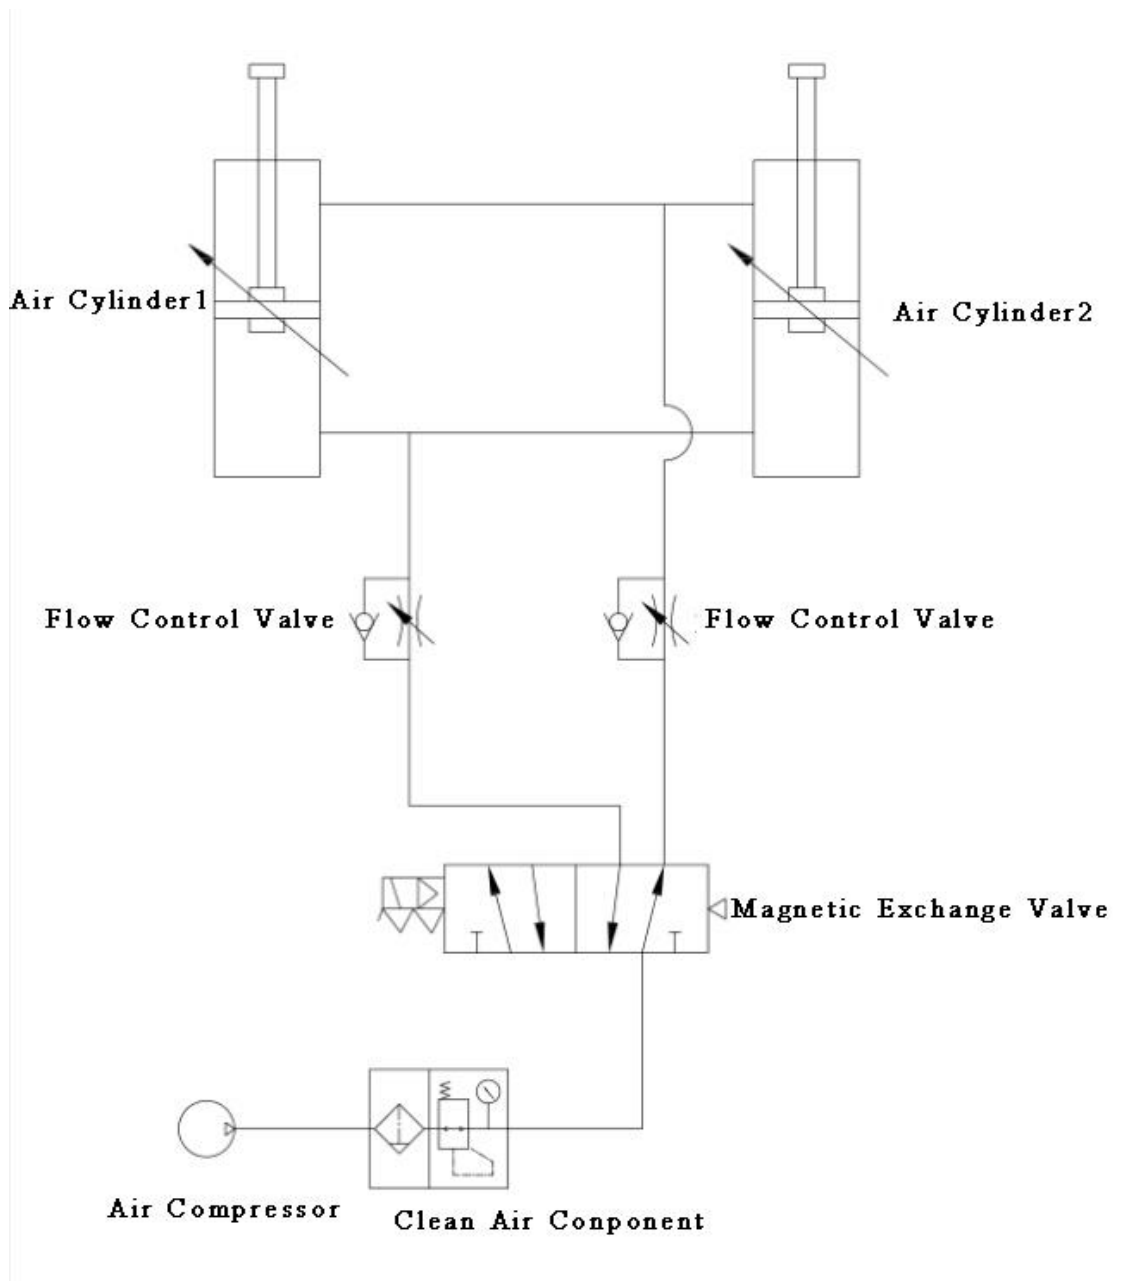 Air Cylinder1
Air Cylinder2
Flow Control Valve
Flow Control Valve
Magnetic Exchange Valve
Air Compressor
Clean Air Conponent